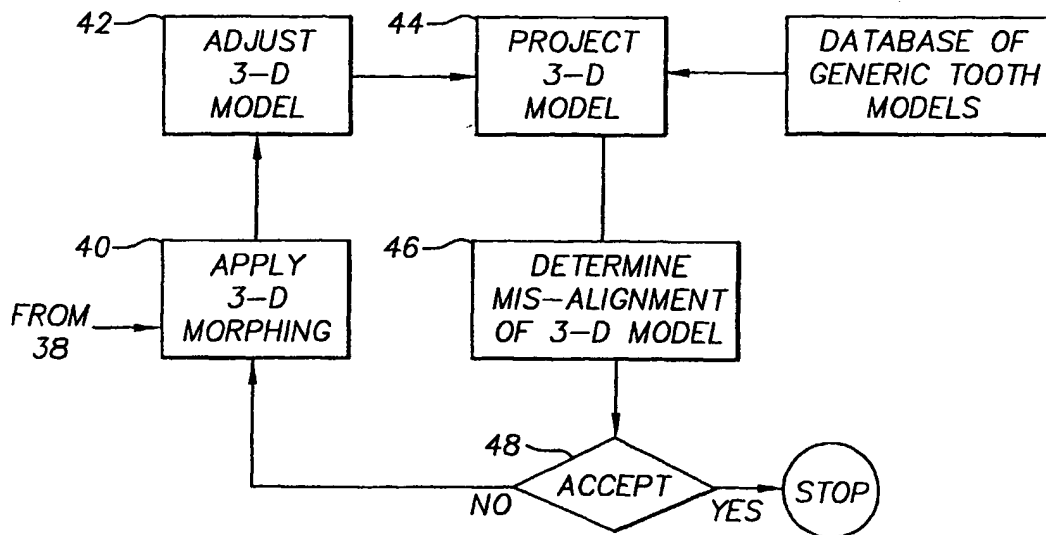 42
ADJUST
3-D
MODEL
44
PROJECT
3-D
MODEL
DATABASE OF
GENERIC TOOTH
MODELS
40
APPLY
3-D
MORPHING
FROM
38
46
DETERMINE
MIS-ALIGNMENT
OF 3-D MODEL
48
ACCEPT
NO
YES
STOP